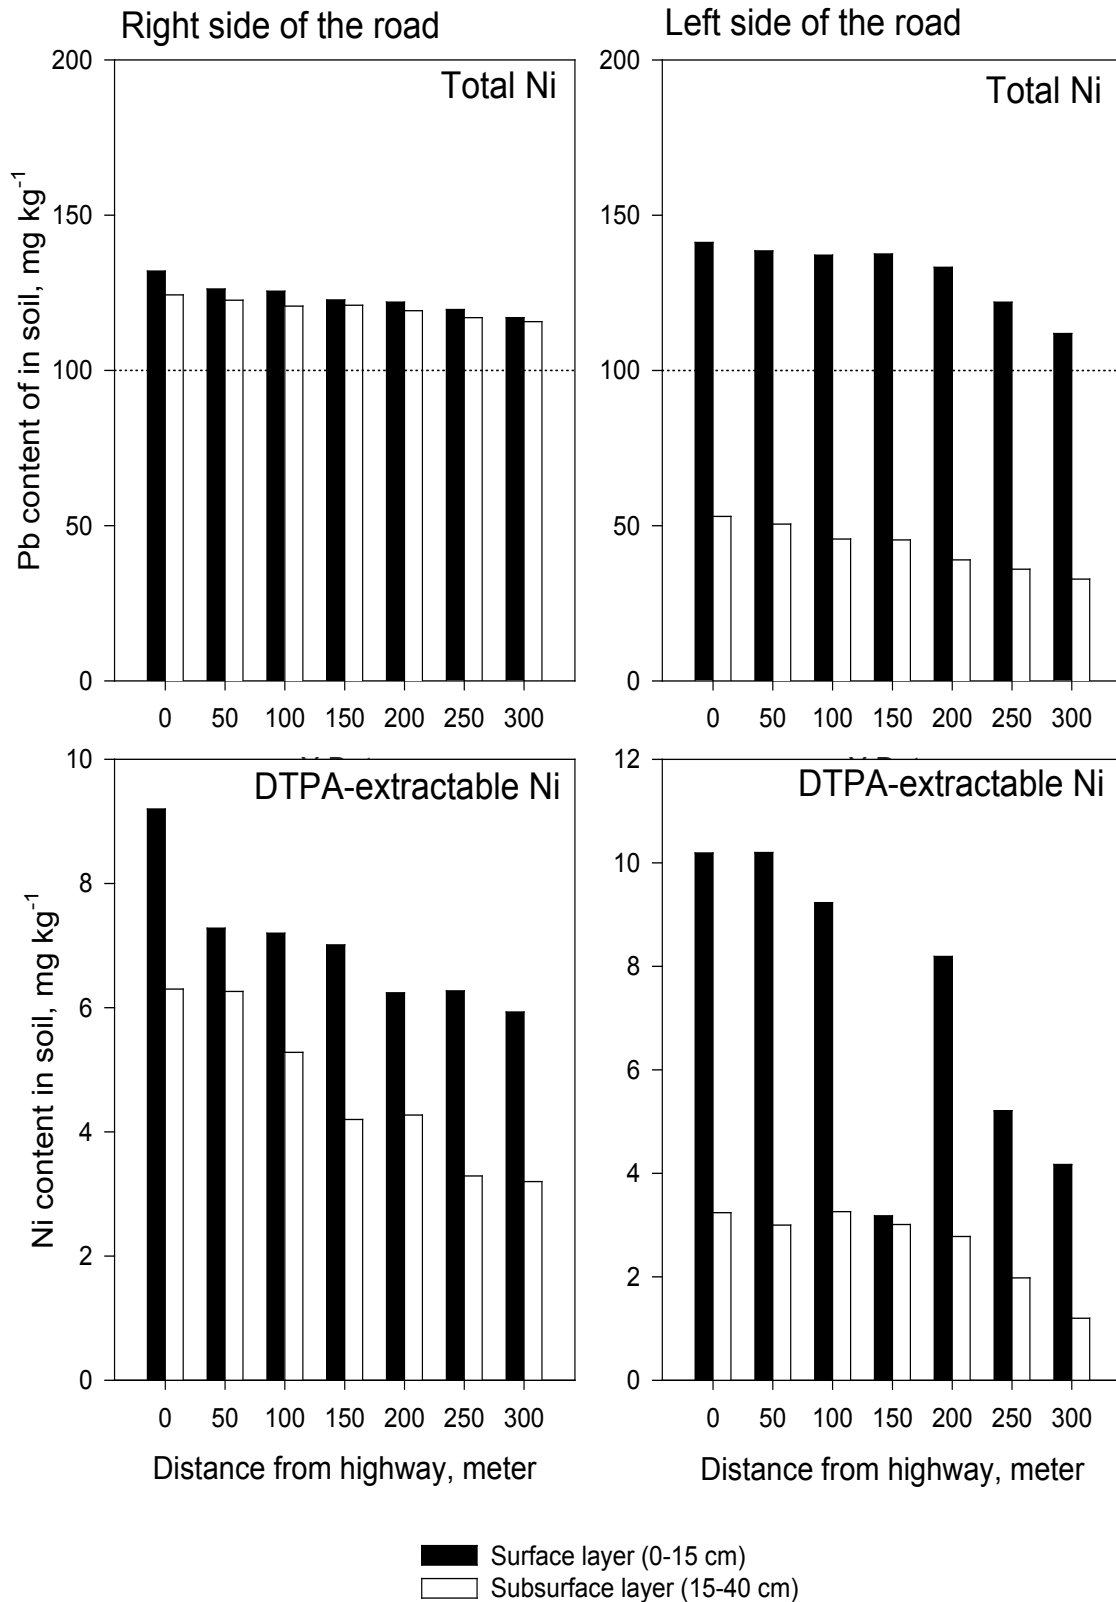 Right side of the road
Left side of the road
Total Ni
Total Ni
Pb content of in soil, mg kg⁻¹
200
150
100
50
0
0 50 100 150 200 250 300
200
150
100
50
0
0 50 100 150 200 250 300
DTPA-extractable Ni
Ni content in soil, mg kg⁻¹
10
8
6
4
2
0
0 50 100 150 200 250 300
Distance from highway, meter
DTPA-extractable Ni
12
10
8
6
4
2
0
0 50 100 150 200 250 300
Distance from highway, meter
Surface layer (0-15 cm)
Subsurface layer (15-40 cm)